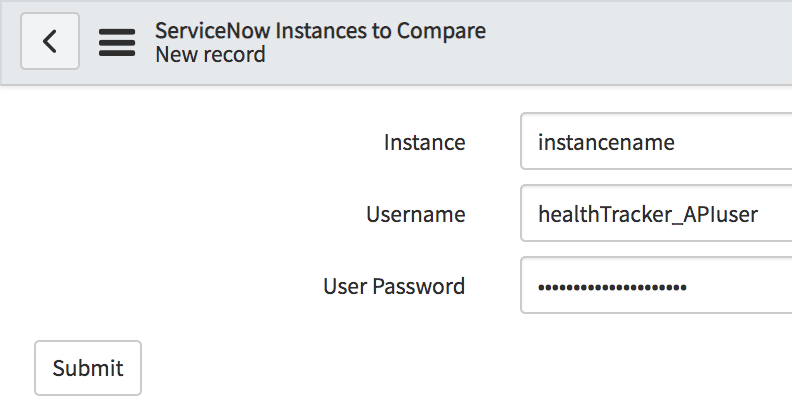 ServiceNow Instances to Compare
New record
Instance instancename
Username healthTracker_APIuser
User Password •••••••••••••••••••••
Submit